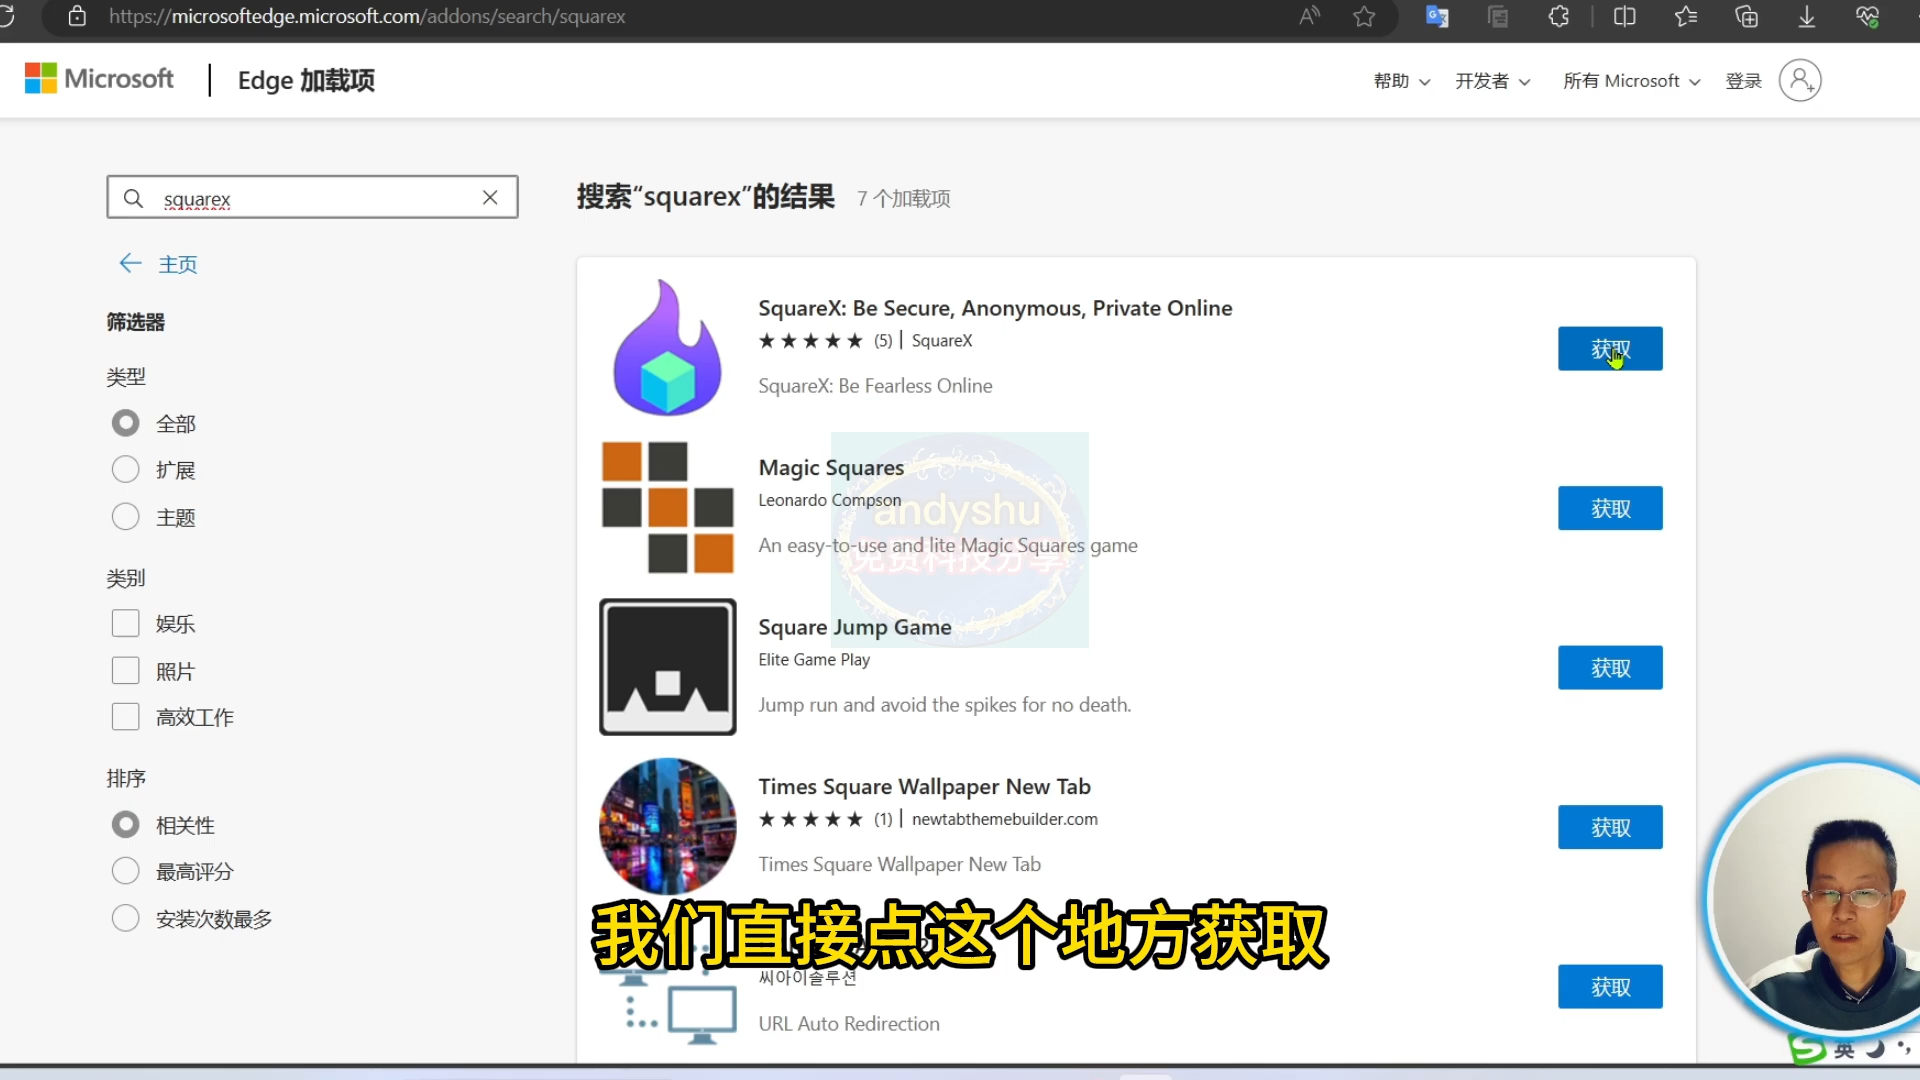 https://microsoftedge.microsoft.com/addons/search/squarex
Microsoft
Edge 加载项
帮助
开发者
所有 Microsoft
登录
squarex
搜索“squarex”的结果
7 个加载项
主页
筛选器
类型
全部
扩展
主题
类别
娱乐
照片
高效工作
排序
相关性
最高评分
安装次数最多
SquareX: Be Secure, Anonymous, Private Online
(5) | SquareX
SquareX: Be Fearless Online
获取
Magic Squares
Leonardo Compson
An easy-to-use and lite Magic Squares game
获取
andyshu
免费科技分享
Square Jump Game
Elite Game Play
Jump run and avoid the spikes for no death.
获取
Times Square Wallpaper New Tab
(1) | newtabthemebuilder.com
Times Square Wallpaper New Tab
获取
我们直接点这个地方获取
씨아이솔루션
URL Auto Redirection
获取
英